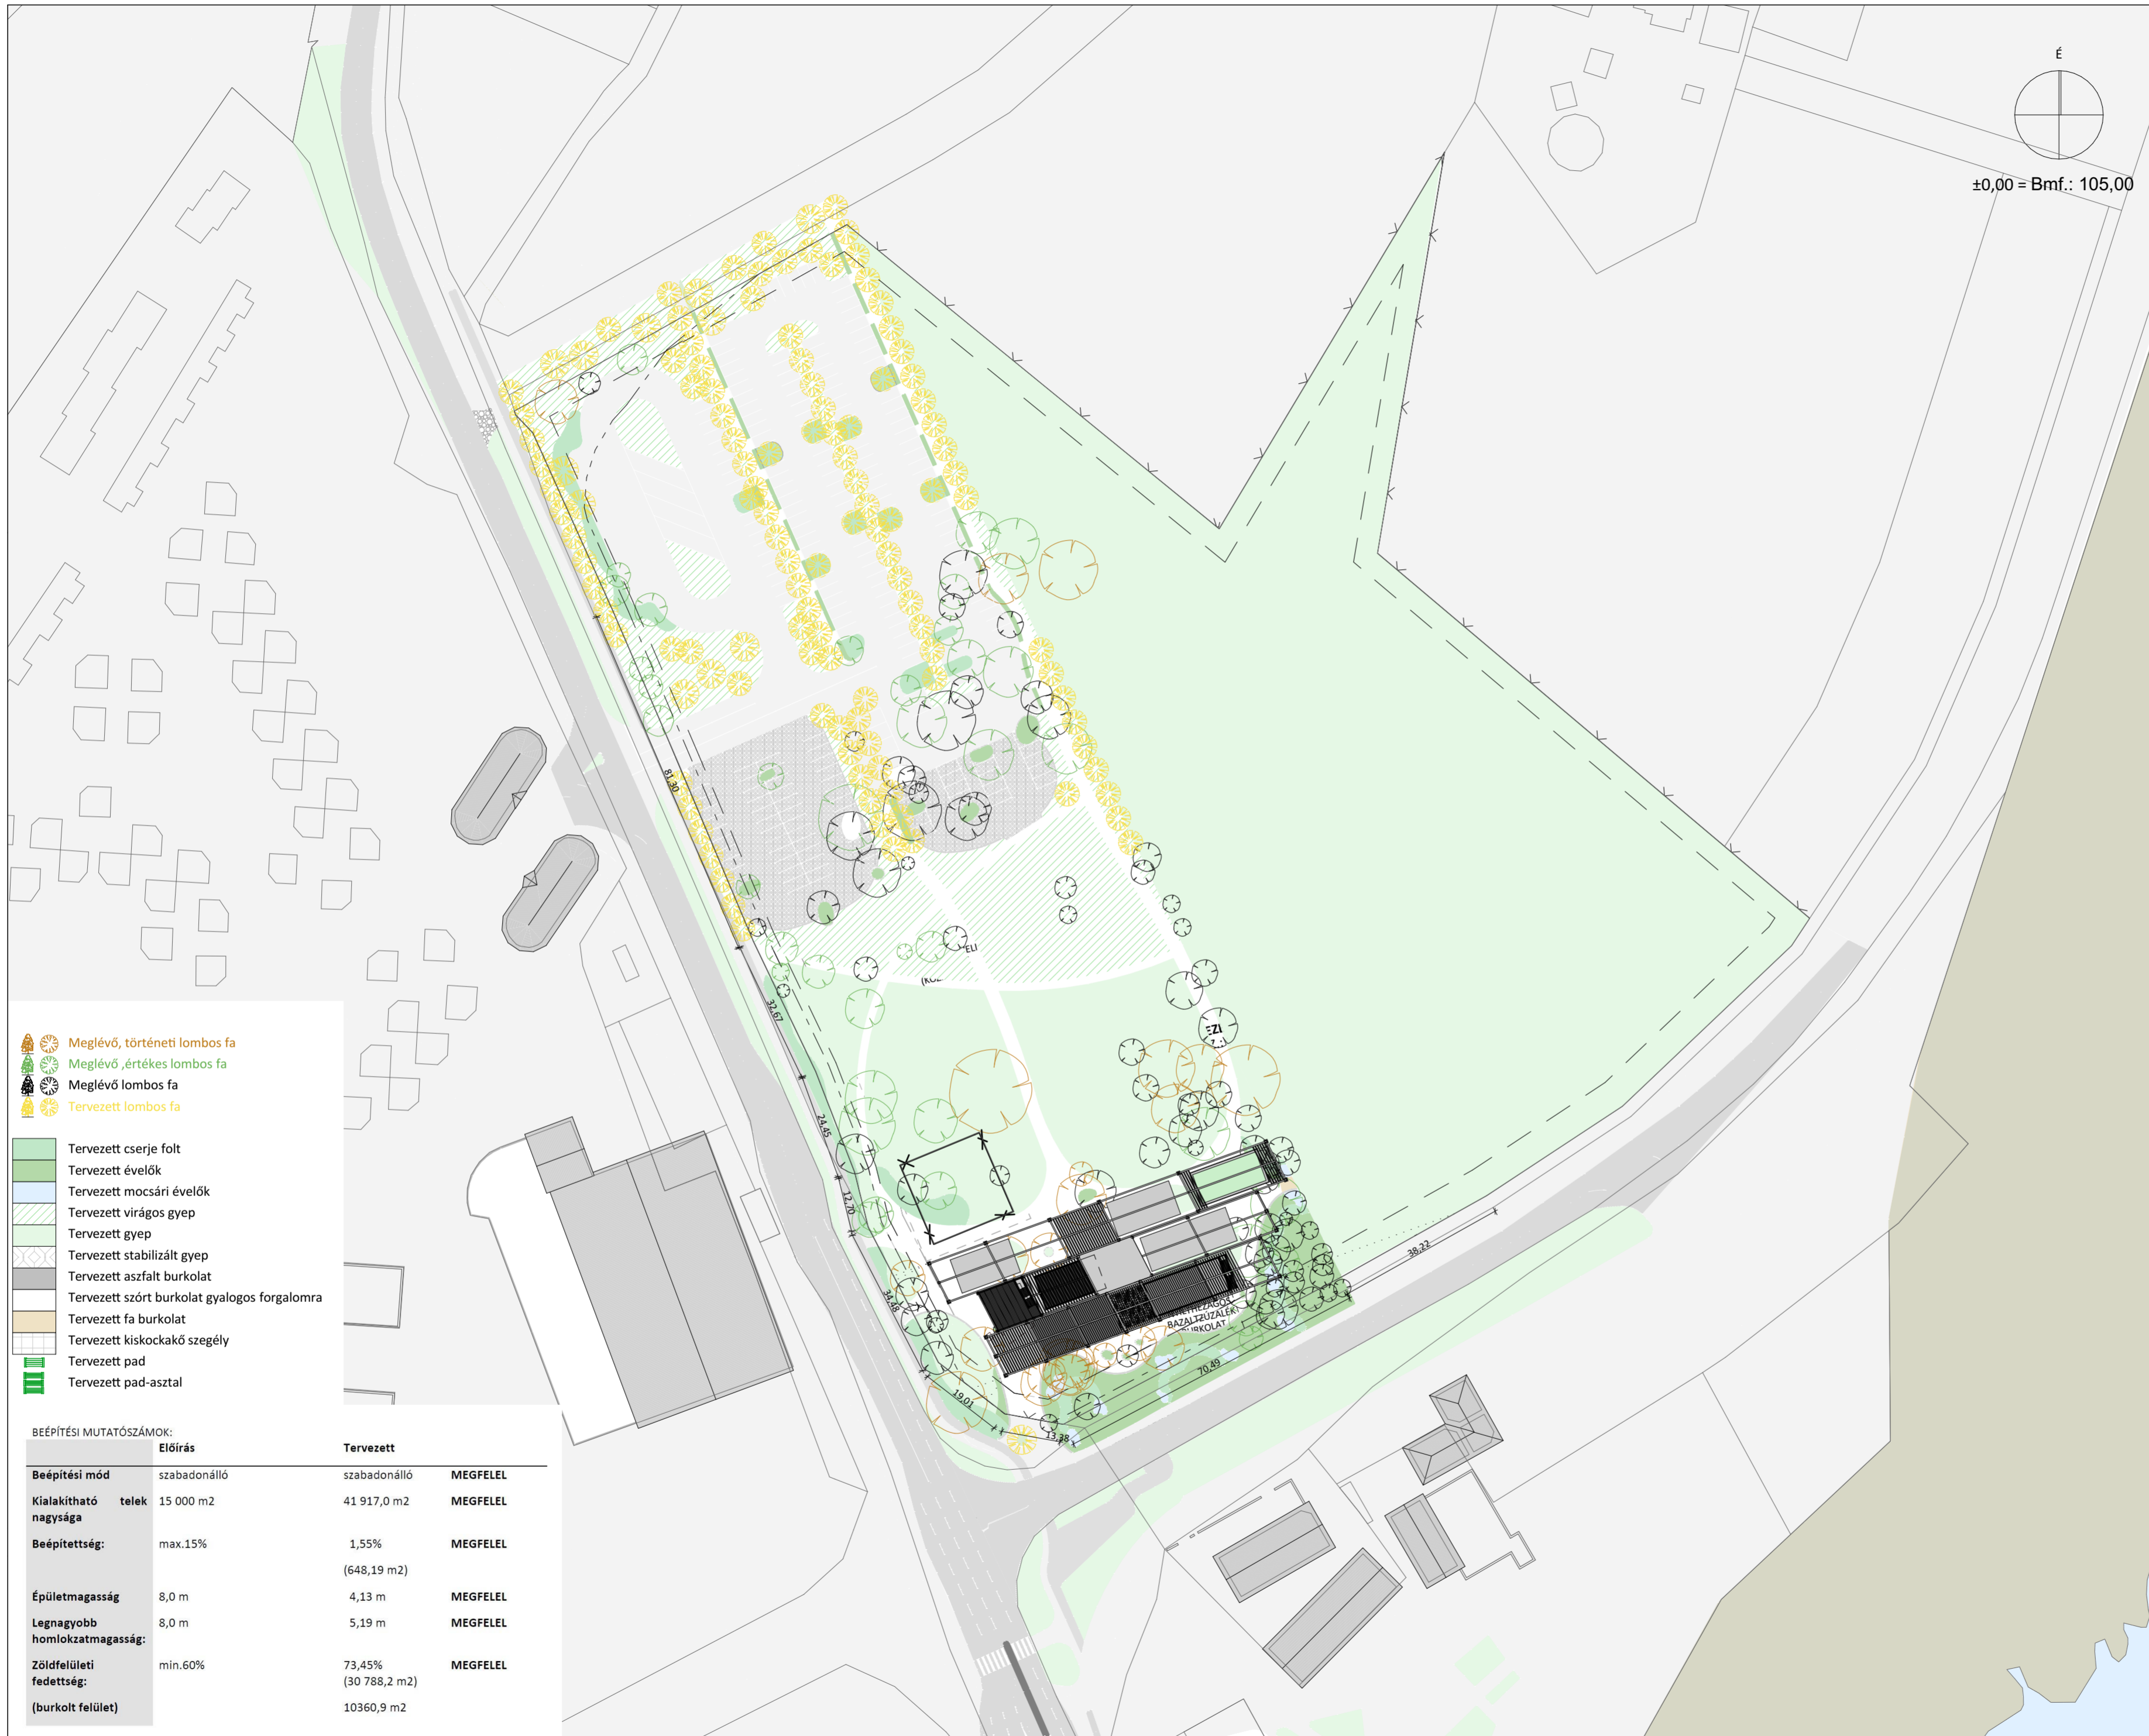 É
±0,00 = Bmf.: 105,00
81,30
32,67
24,45
12,70
34,48
19,01
13,38
70,49
38,22
BAZALTZÚZALÉK
Meglévő, történeti lombos fa
Meglévő ,értékes lombos fa
Meglévő lombos fa
Tervezett lombos fa
Tervezett cserje folt
Tervezett évelők
Tervezett mocsári évelők
Tervezett virágos gyep
Tervezett gyep
Tervezett stabilizált gyep
Tervezett aszfalt burkolat
Tervezett szórt burkolat gyalogos forgalomra
Tervezett fa burkolat
Tervezett kiskockakő szegély
Tervezett pad
Tervezett pad-asztal
BEÉPÍTÉSI MUTATÓSZÁMOK:
Előírás Tervezett
Beépítési mód szabadonálló szabadonálló MEGFELEL
Kialakítható telek 15 000 m2 41 917,0 m2 MEGFELEL
nagysága
Beépítettség: max.15% 1,55% MEGFELEL
(648,19 m2)
Épületmagasság 8,0 m 4,13 m MEGFELEL
Legnagyobb 8,0 m 5,19 m MEGFELEL
homlokzatmagasság:
Zöldfelületi min.60% 73,45% MEGFELEL
fedettség: (30 788,2 m2)
(burkolt felület) 10360,9 m2